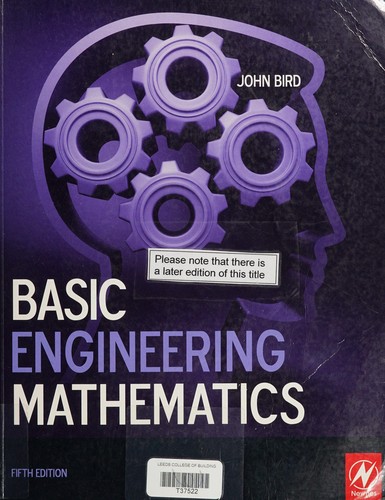 JOHN BIRD
Please note that there is
a later edition of this title
BASIC
ENGINEERING
MATHEMATICS
FIFTH EDITION
LEEDS COLLEGE OF BUILDING
T37522
Newnes